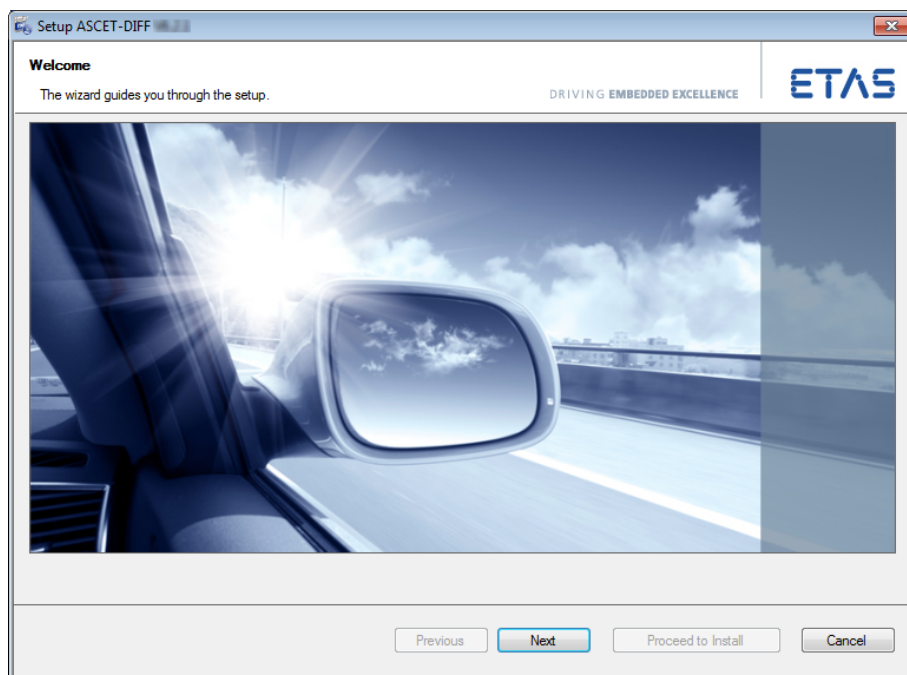 Setup ASCET-DIFF
Welcome
The wizard guides you through the setup.
DRIVING EMBEDDED EXCELLENCE
ETAS
Previous
Next
Proceed to Install
Cancel